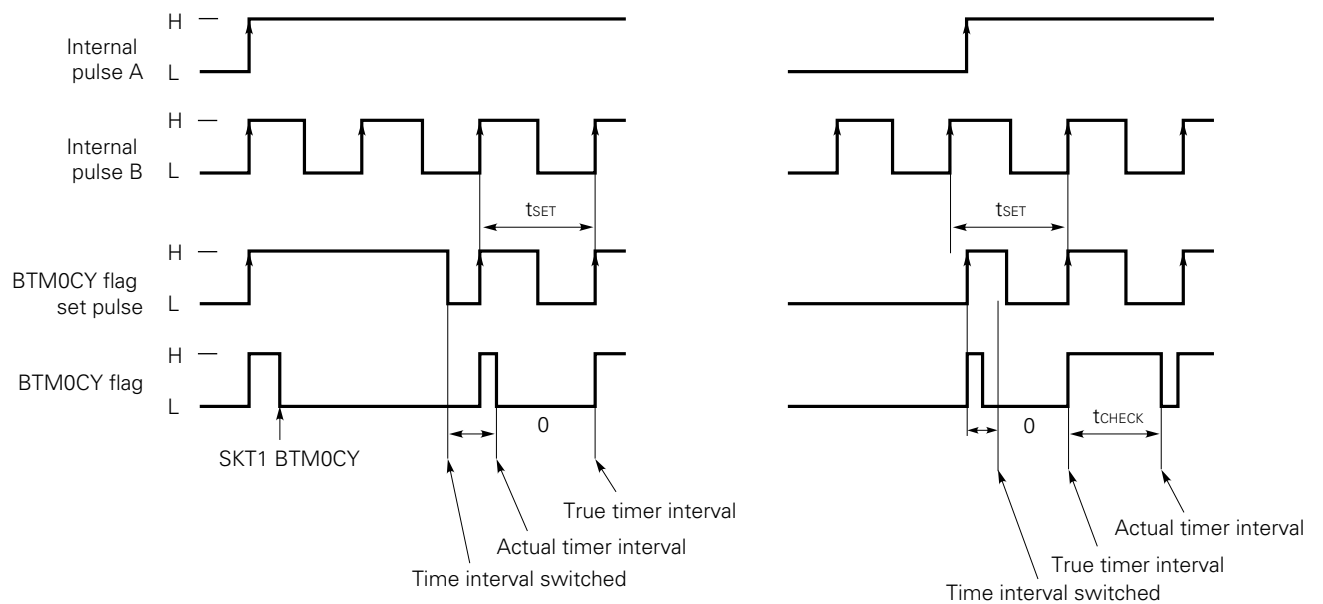 H
Internal
pulse A
L
H
Internal
pulse B
L
tSET
tSET
H
BTM0CY flag
set pulse
L
H
BTM0CY flag
L
0
0
tCHECK
SKT1 BTM0CY
True timer interval
Actual timer interval
Time interval switched
Actual timer interval
True timer interval
Time interval switched